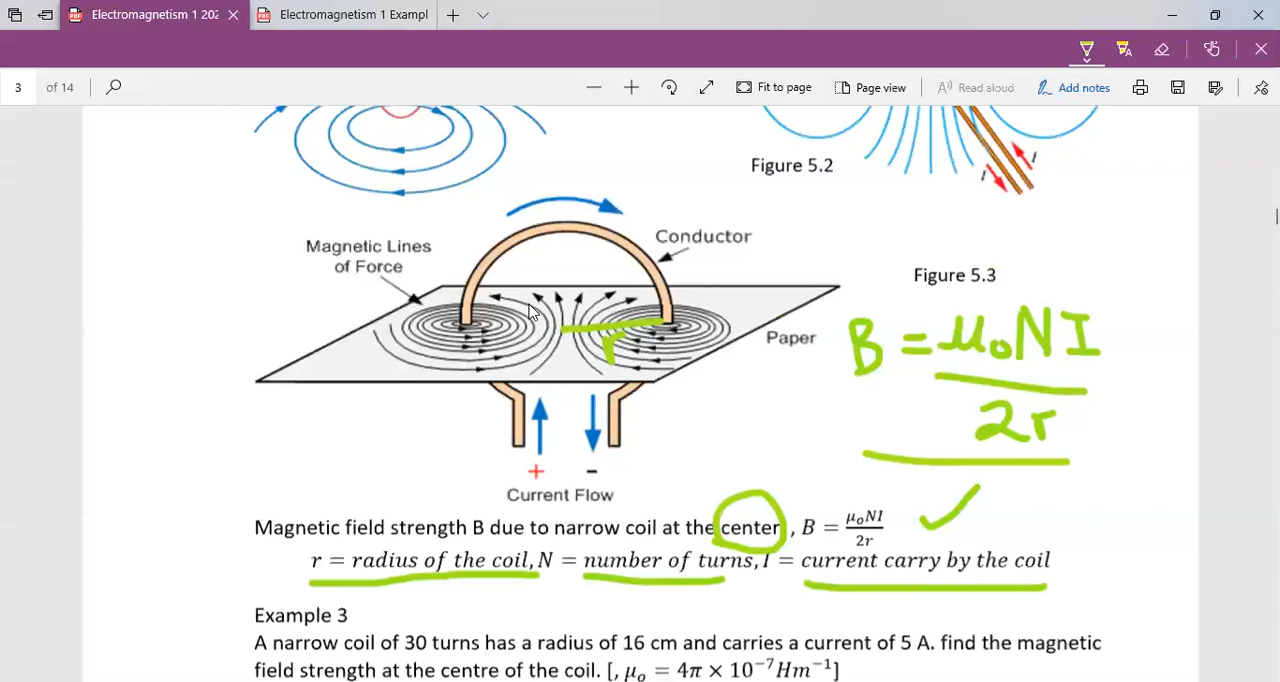 Electromagnetism 1 202
Electromagnetism 1 Exampl
3 of 14
Fit to page
Page view
Read aloud
Add notes
Figure 5.2
I
I
Magnetic Lines
of Force
Conductor
Figure 5.3
Paper
r
B = μ₀NI
2r
+ -
Current Flow
Magnetic field strength B due to narrow coil at the center , B = μₒNI / 2r
r = radius of the coil, N = number of turns, I = current carry by the coil
Example 3
A narrow coil of 30 turns has a radius of 16 cm and carries a current of 5 A. find the magnetic
field strength at the centre of the coil. [, μₒ = 4π × 10⁻⁷Hm⁻¹]